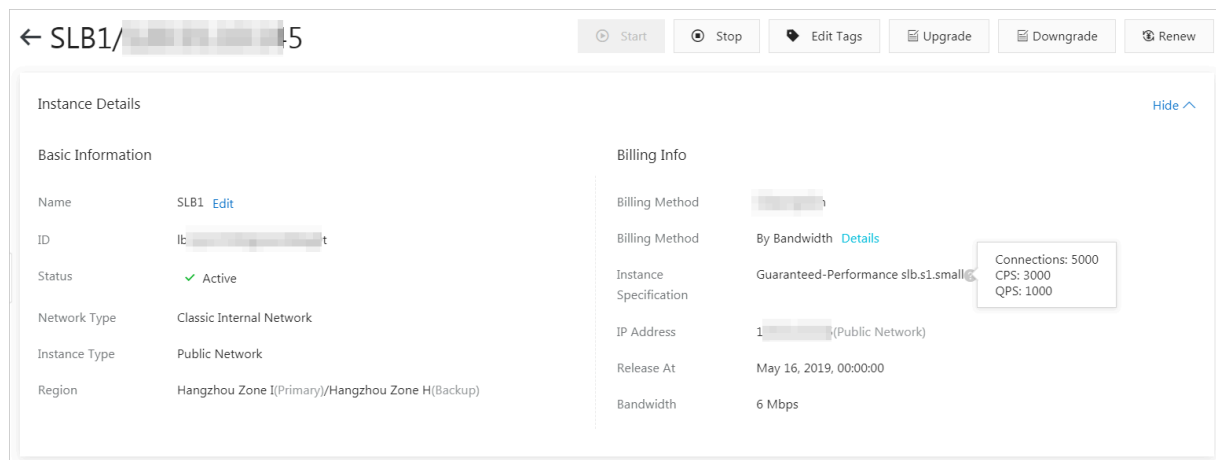 SLB1/ 5
Start
Stop
Edit Tags
Upgrade
Downgrade
Renew
Instance Details
Hide
Basic Information
Name
SLB1 Edit
ID
lb t
Status
Active
Network Type
Classic Internal Network
Instance Type
Public Network
Region
Hangzhou Zone I(Primary)/Hangzhou Zone H(Backup)
Billing Info
Billing Method
Billing Method
By Bandwidth Details
Instance
Specification
Guaranteed-Performance slb.s1.small
Connections: 5000
CPS: 3000
QPS: 1000
IP Address
1 (Public Network)
Release At
May 16, 2019, 00:00:00
Bandwidth
6 Mbps